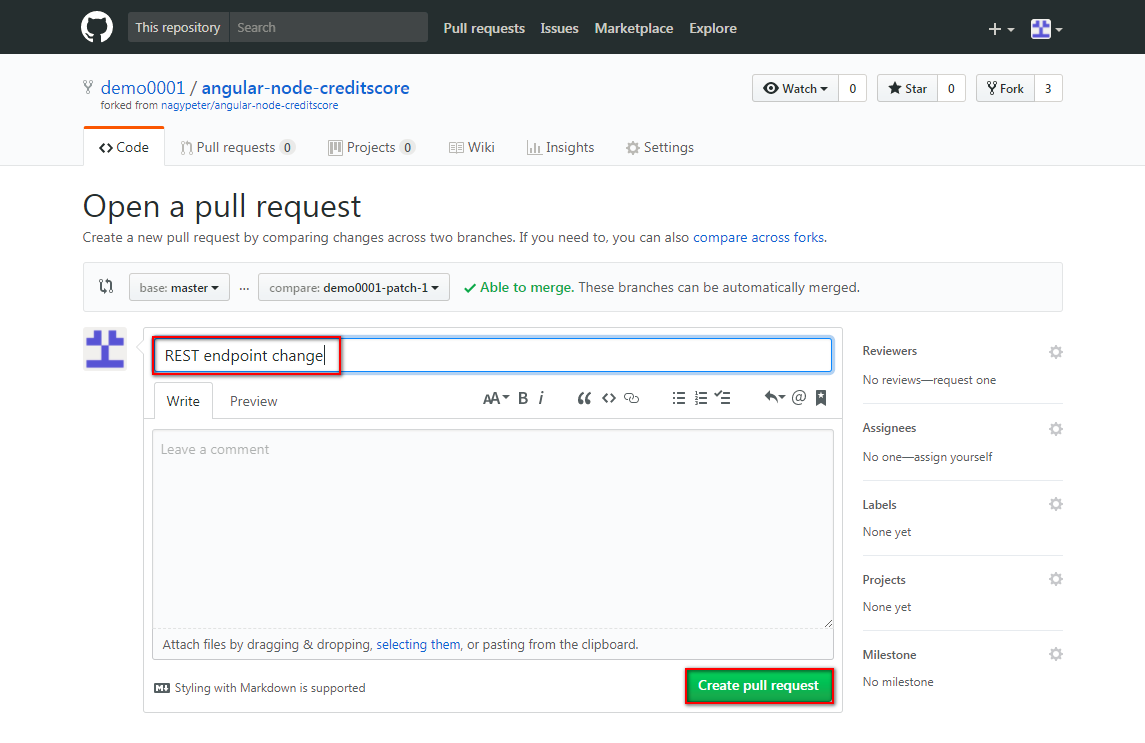 This repository Search Pull requests Issues Marketplace Explore
demo0001 / angular-node-creditscore
forked from nagypeter/angular-node-creditscore
Watch 0 Star 0 Fork 3
Code Pull requests 0 Projects 0 Wiki Insights Settings
Open a pull request
Create a new pull request by comparing changes across two branches. If you need to, you can also compare across forks.
base: master ... compare: demo0001-patch-1 Able to merge. These branches can be automatically merged.
REST endpoint change
Write Preview
AA B i
Leave a comment
Attach files by dragging & dropping, selecting them, or pasting from the clipboard.
Styling with Markdown is supported
Create pull request
Reviewers
No reviews—request one
Assignees
No one—assign yourself
Labels
None yet
Projects
None yet
Milestone
No milestone